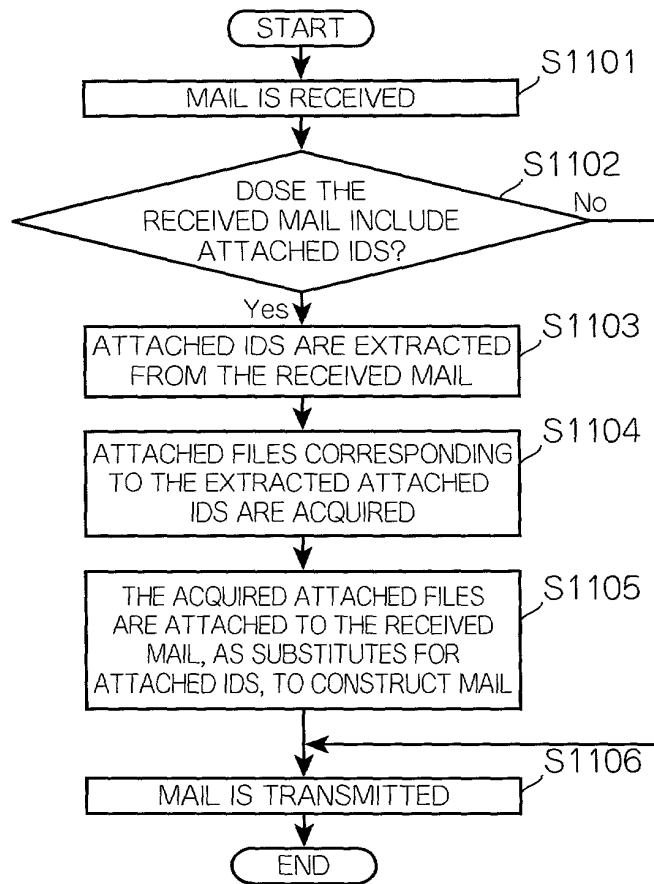 START
S1101
MAIL IS RECEIVED
S1102
DOSE THE
RECEIVED MAIL INCLUDE
ATTACHED IDS?
No
Yes
S1103
ATTACHED IDS ARE EXTRACTED
FROM THE RECEIVED MAIL
S1104
ATTACHED FILES CORRESPONDING
TO THE EXTRACTED ATTACHED
IDS ARE ACQUIRED
S1105
THE ACQUIRED ATTACHED FILES
ARE ATTACHED TO THE RECEIVED
MAIL, AS SUBSTITUTES FOR
ATTACHED IDS, TO CONSTRUCT MAIL
S1106
MAIL IS TRANSMITTED
END